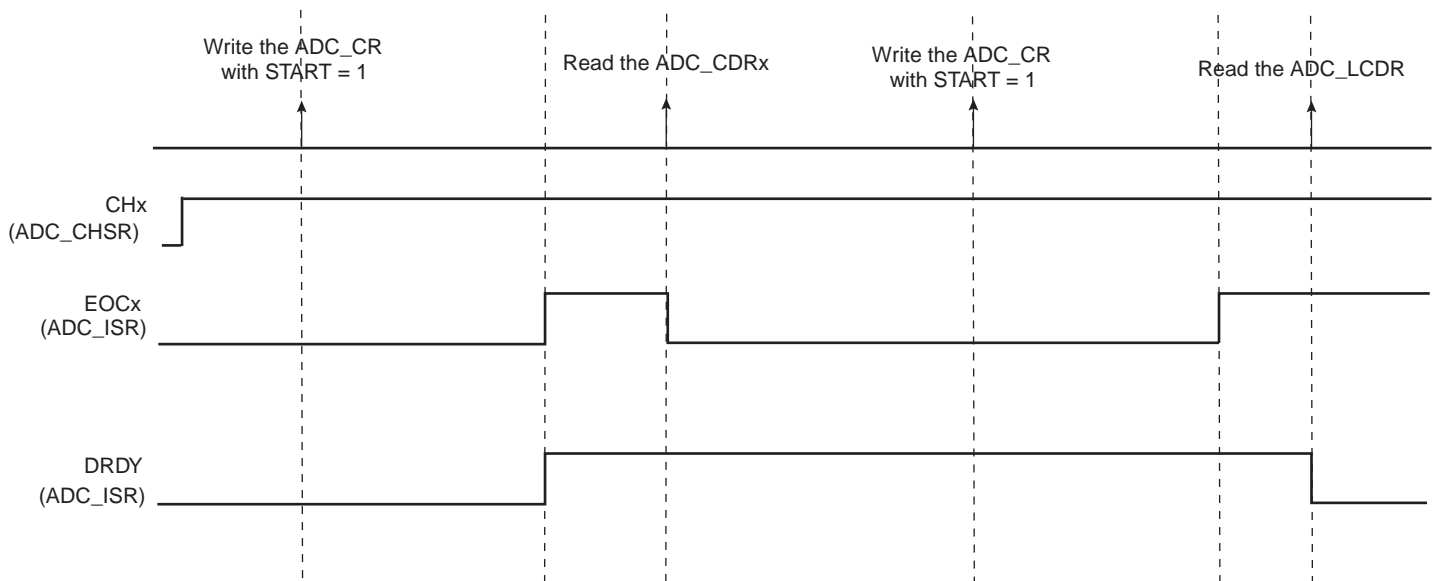 Write the ADC_CR
with START = 1
Read the ADC_CDRx
Write the ADC_CR
with START = 1
Read the ADC_LCDR
CHx
(ADC_CHSR)
EOCx
(ADC_ISR)
DRDY
(ADC_ISR)